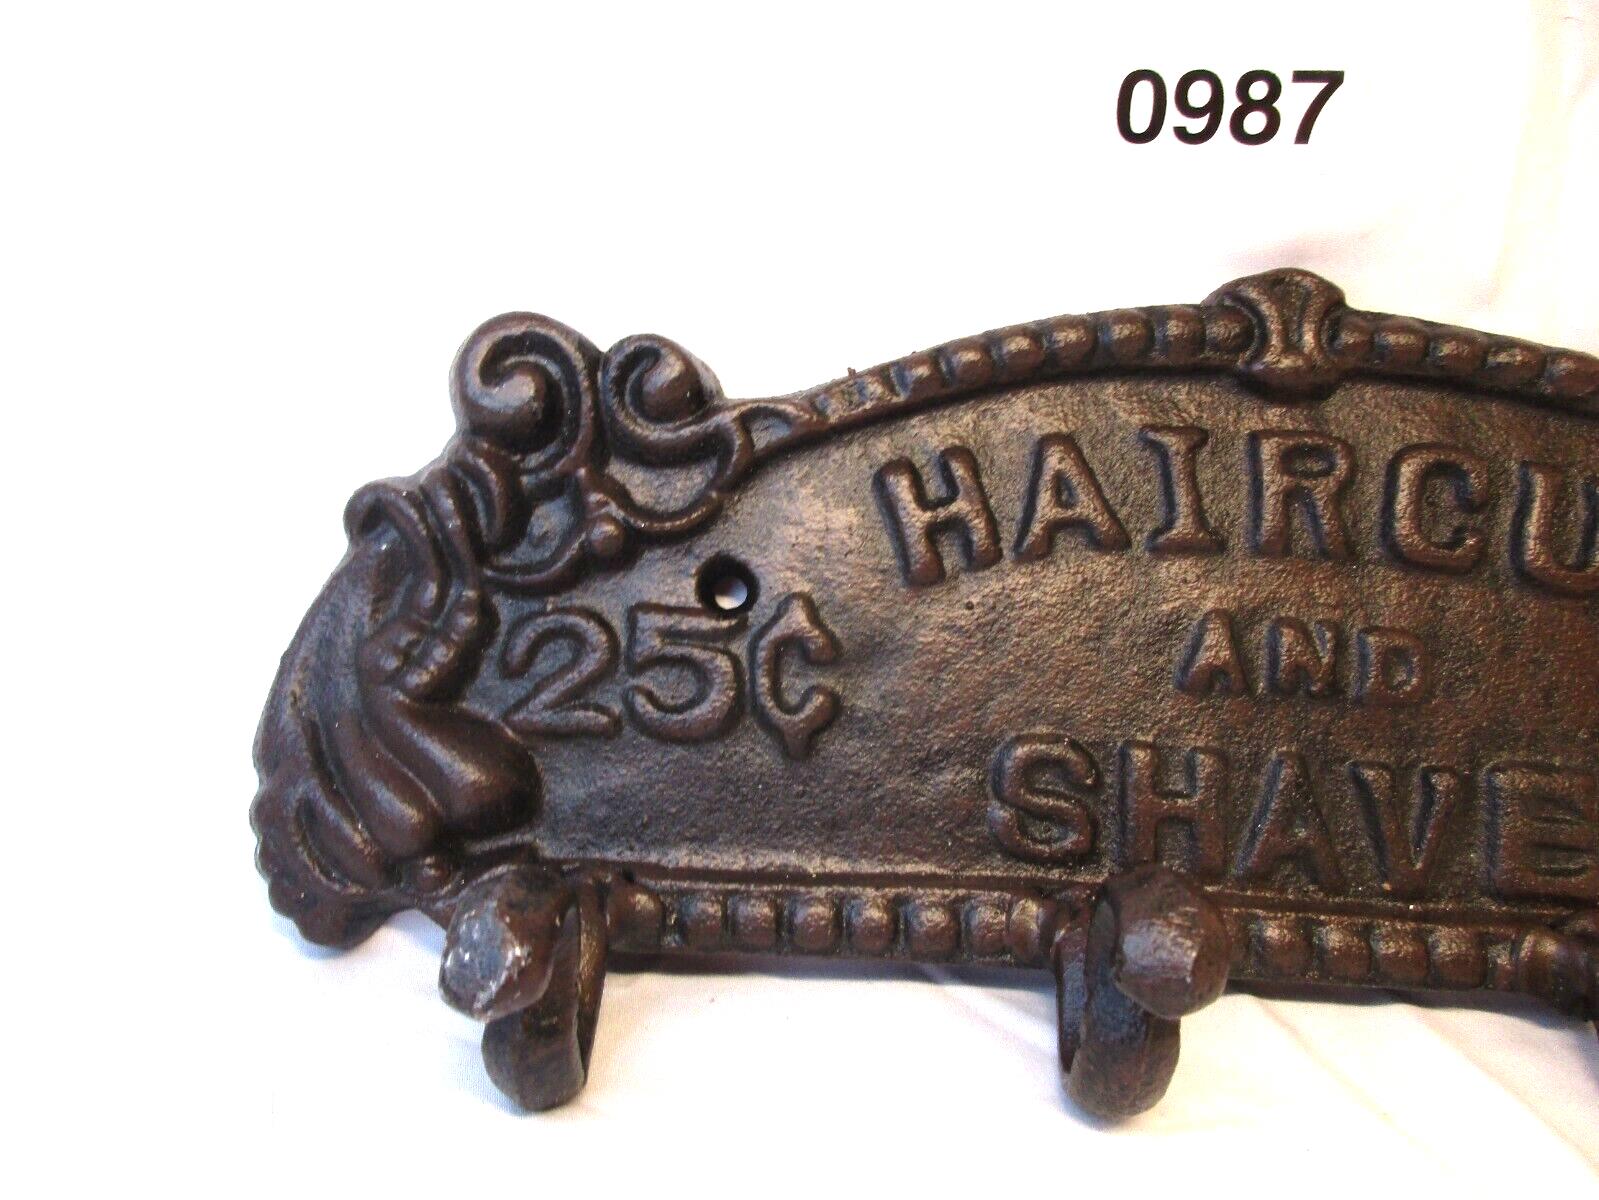 0987
HAIRCU
25¢
AND
SHAVE